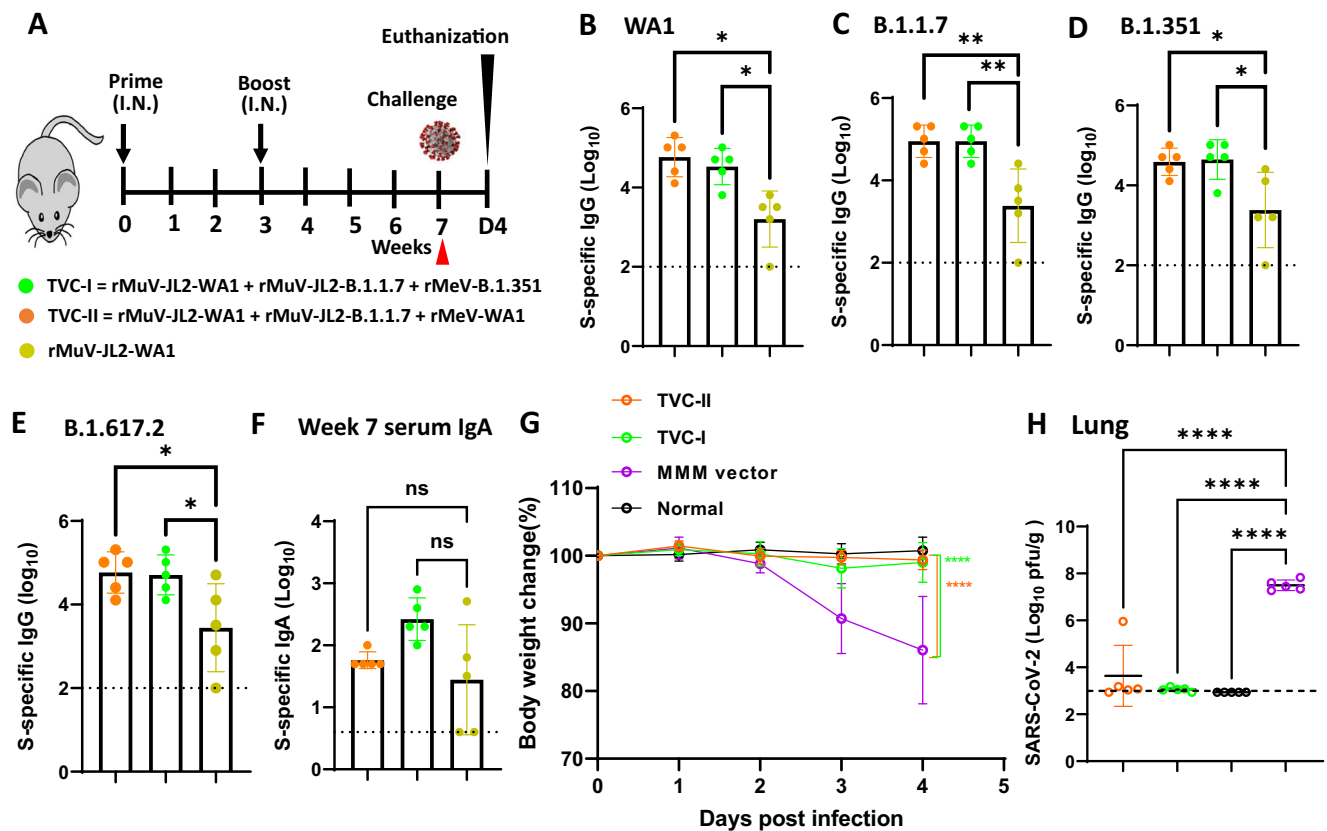 A
Euthanization
Prime
(I.N.)
Boost
(I.N.)
Challenge
0 1 2 3 4 5 6 7 D4
Weeks
TVC-I = rMuV-JL2-WA1 + rMuV-JL2-B.1.1.7 + rMeV-B.1.351
TVC-II = rMuV-JL2-WA1 + rMuV-JL2-B.1.1.7 + rMeV-WA1
rMuV-JL2-WA1
B WA1
*
*
S-specific IgG (Log10)
6
4
2
0
C B.1.1.7
**
**
S-specific IgG (Log10)
6
4
2
0
D B.1.351
*
*
S-specific IgG (log10)
6
4
2
0
E B.1.617.2
*
*
S-specific IgG (log10)
6
4
2
0
F Week 7 serum IgA
ns
ns
S-specific IgA (Log10)
4
3
2
1
0
G
TVC-II
TVC-I
MMM vector
Normal
Body weight change(%)
110
100
90
80
70
****
****
0 1 2 3 4 5
Days post infection
H Lung
****
****
****
SARS-CoV-2 (Log10 pfu/g)
10
8
6
4
2
0